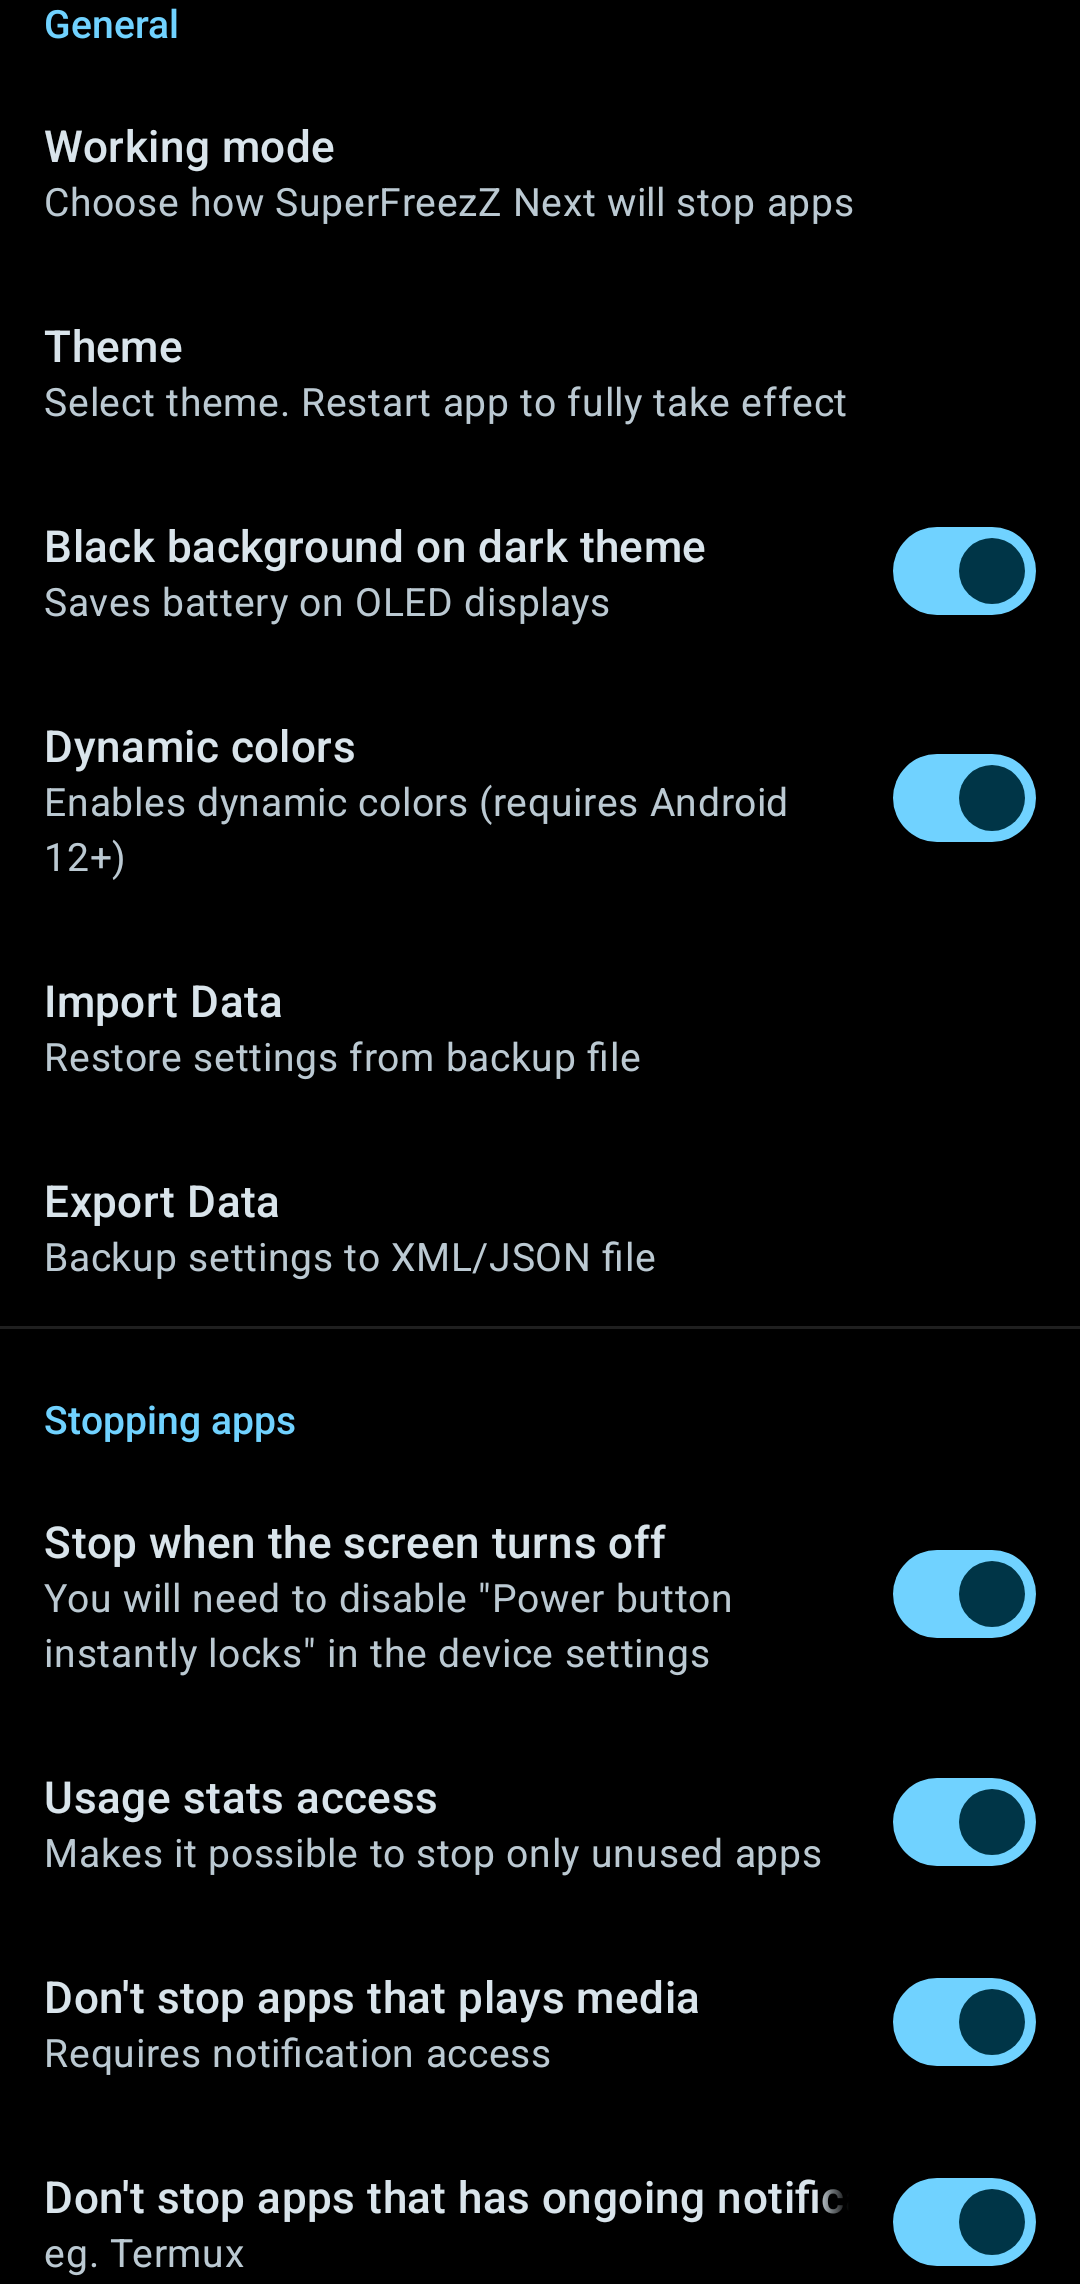 General
Working mode
Choose how SuperFreezZ Next will stop apps
Theme
Select theme. Restart app to fully take effect
Black background on dark theme
Saves battery on OLED displays
Dynamic colors
Enables dynamic colors (requires Android
12+)
Import Data
Restore settings from backup file
Export Data
Backup settings to XML/JSON file
Stopping apps
Stop when the screen turns off
You will need to disable "Power button
instantly locks" in the device settings
Usage stats access
Makes it possible to stop only unused apps
Don't stop apps that plays media
Requires notification access
Don't stop apps that has ongoing notific
eg. Termux